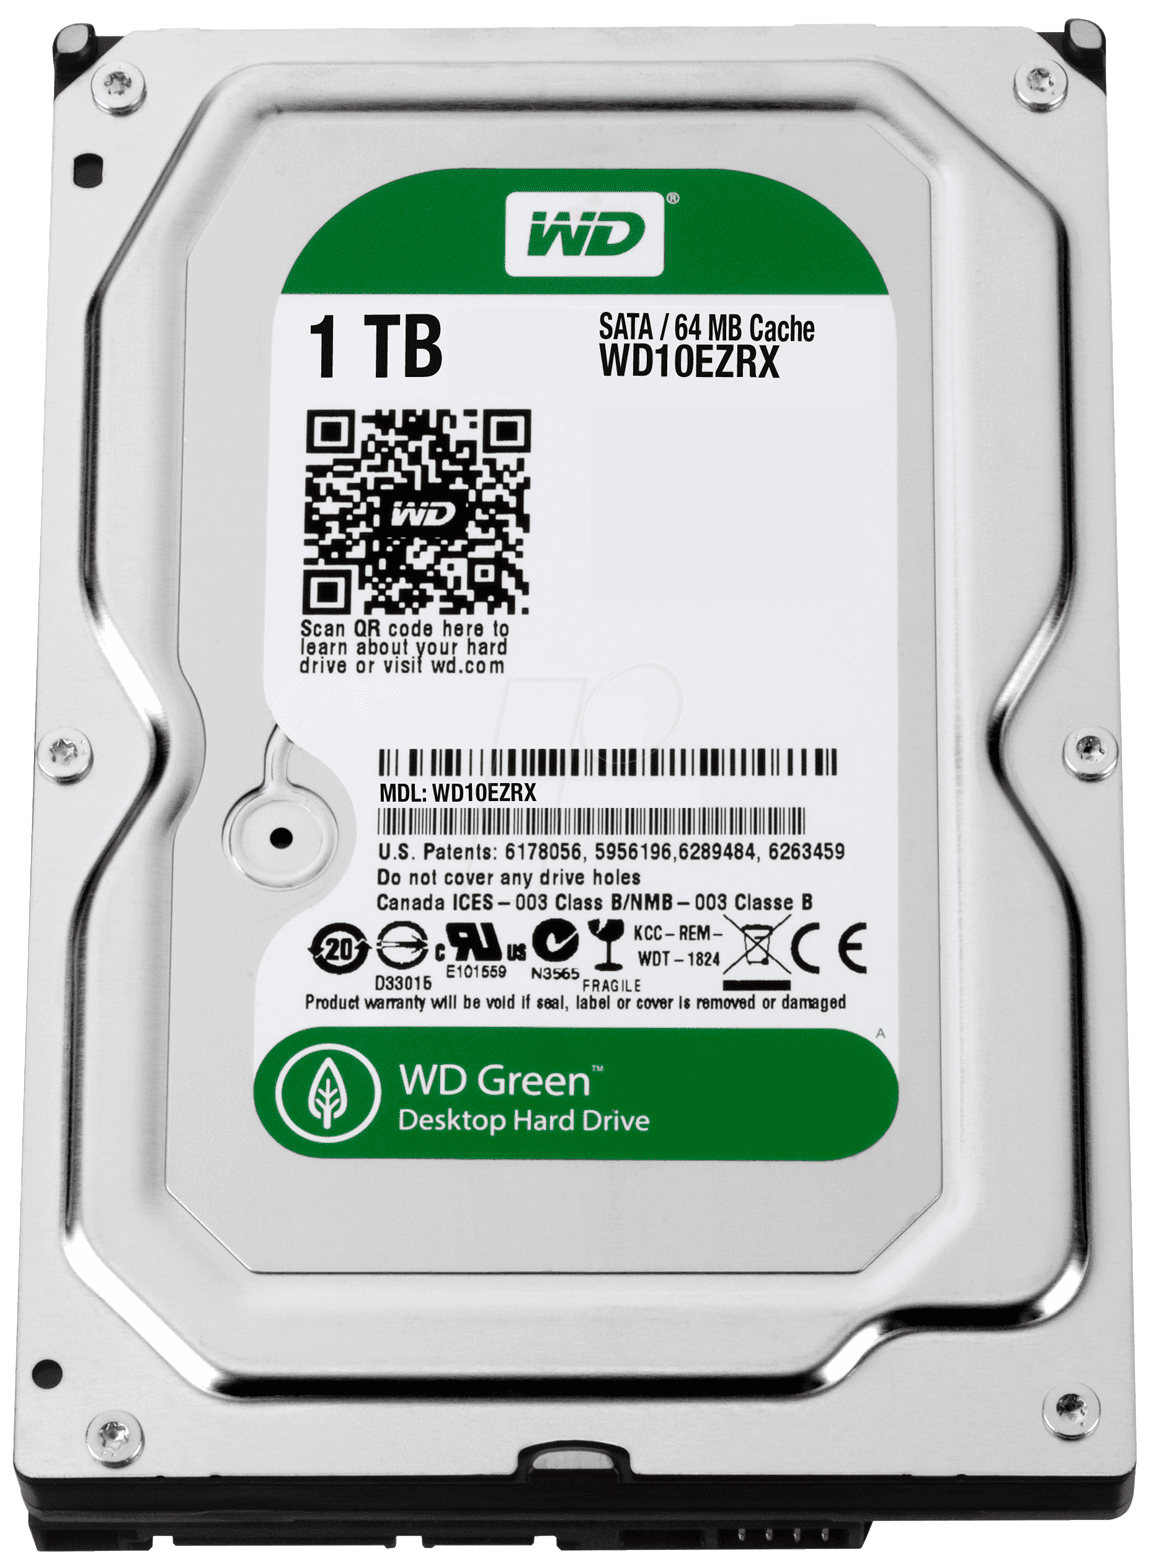 WD®
1 TB
SATA / 64 MB Cache
WD10EZRX
WD
Scan QR code here to
learn about your hard
drive or visit wd.com
MDL: WD10EZRX
U.S. Patents: 6178056, 5956196,6289484, 6263459
Do not cover any drive holes
Canada ICES-003 Class B/NMB-003 Classe B
20
D33015
c RU us
E101559
N3565
FRAGILE
KCC-REM-
WDT-1824
CE
Product warranty will be void if seal, label or cover is removed or damaged
A
WD Green™
Desktop Hard Drive